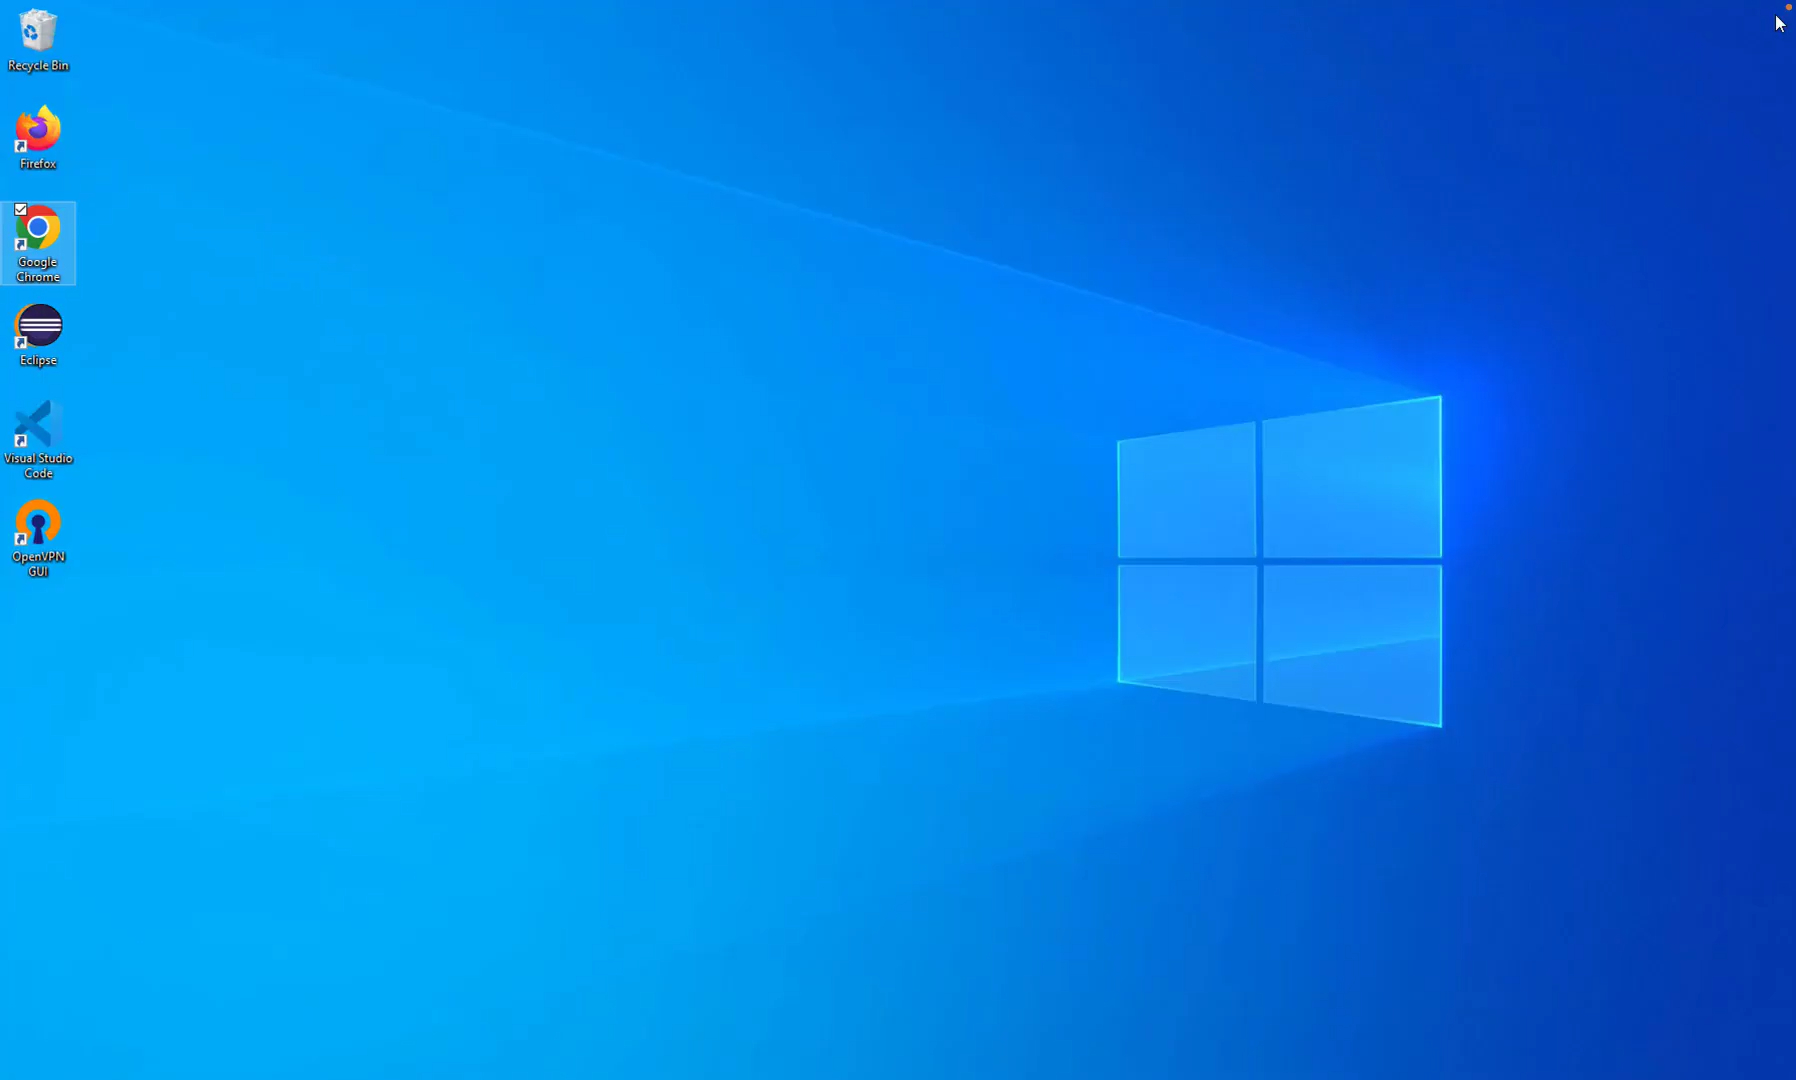 Recycle Bin
Firefox
Google
Chrome
Eclipse
Visual Studio
Code
OpenVPN
GUI